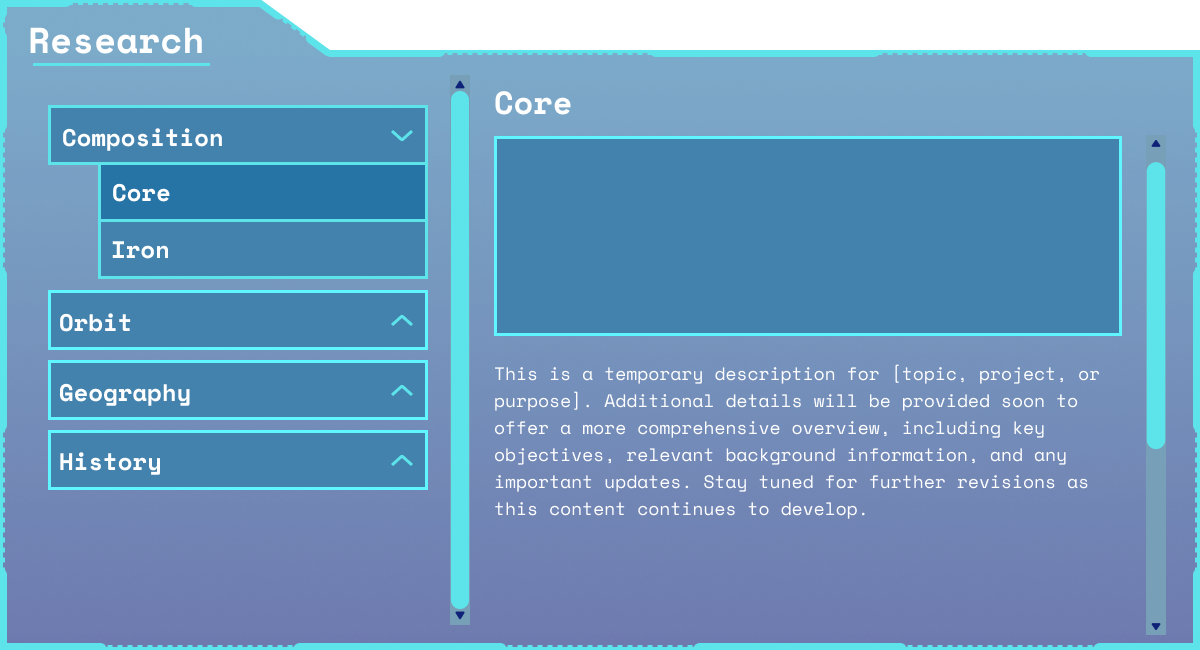 Research
Composition
Core
Iron
Orbit
Geography
History
Core
This is a temporary description for [topic, project, or
purpose]. Additional details will be provided soon to
offer a more comprehensive overview, including key
objectives, relevant background information, and any
important updates. Stay tuned for further revisions as
this content continues to develop.